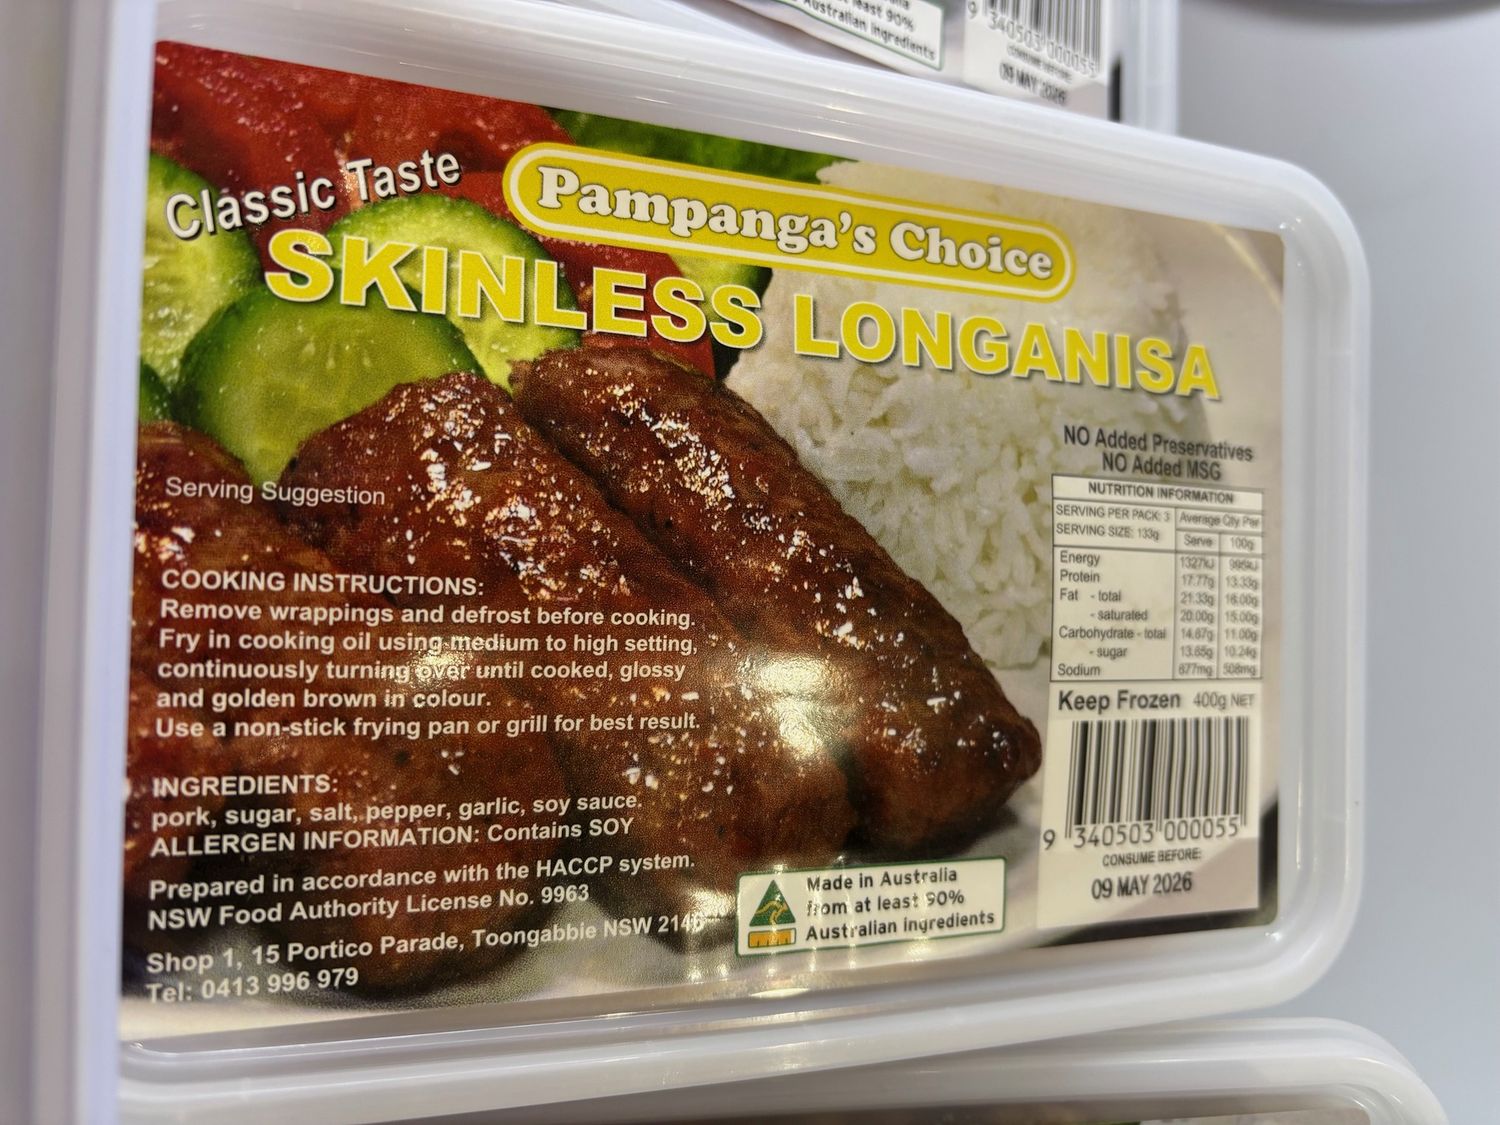 Australian Ingredients
9 340503 000055
09 MAY 2026
Classic Taste
Pampanga's Choice
SKINLESS LONGANISA
NO Added Preservatives
NO Added MSG
Serving Suggestion
NUTRITION INFORMATION
SERVING PER PACK: 3 Average Qty Per
SERVING SIZE: 133g Serve 100g
Energy 1327kJ
Protein 17.77g 13.33g
Fat - total 21.33g 16.00g
- saturated 20.00g 15.00g
Carbohydrate - total 14.67g 11.00g
- sugar 13.65g 10.24g
Sodium 677mg 508mg
Keep Frozen 400g NET
9 340503 000055
CONSUME BEFORE:
09 MAY 2026
COOKING INSTRUCTIONS:
Remove wrappings and defrost before cooking.
Fry in cooking oil using medium to high setting,
continuously turning over until cooked, glossy
and golden brown in colour.
Use a non-stick frying pan or grill for best result.
INGREDIENTS:
pork, sugar, salt, pepper, garlic, soy sauce.
ALLERGEN INFORMATION: Contains SOY
Prepared in accordance with the HACCP system.
NSW Food Authority License No. 9963
Shop 1, 15 Portico Parade, Toongabbie NSW
Tel: 0413 996 979
Made in Australia
from at least 90%
Australian ingredients